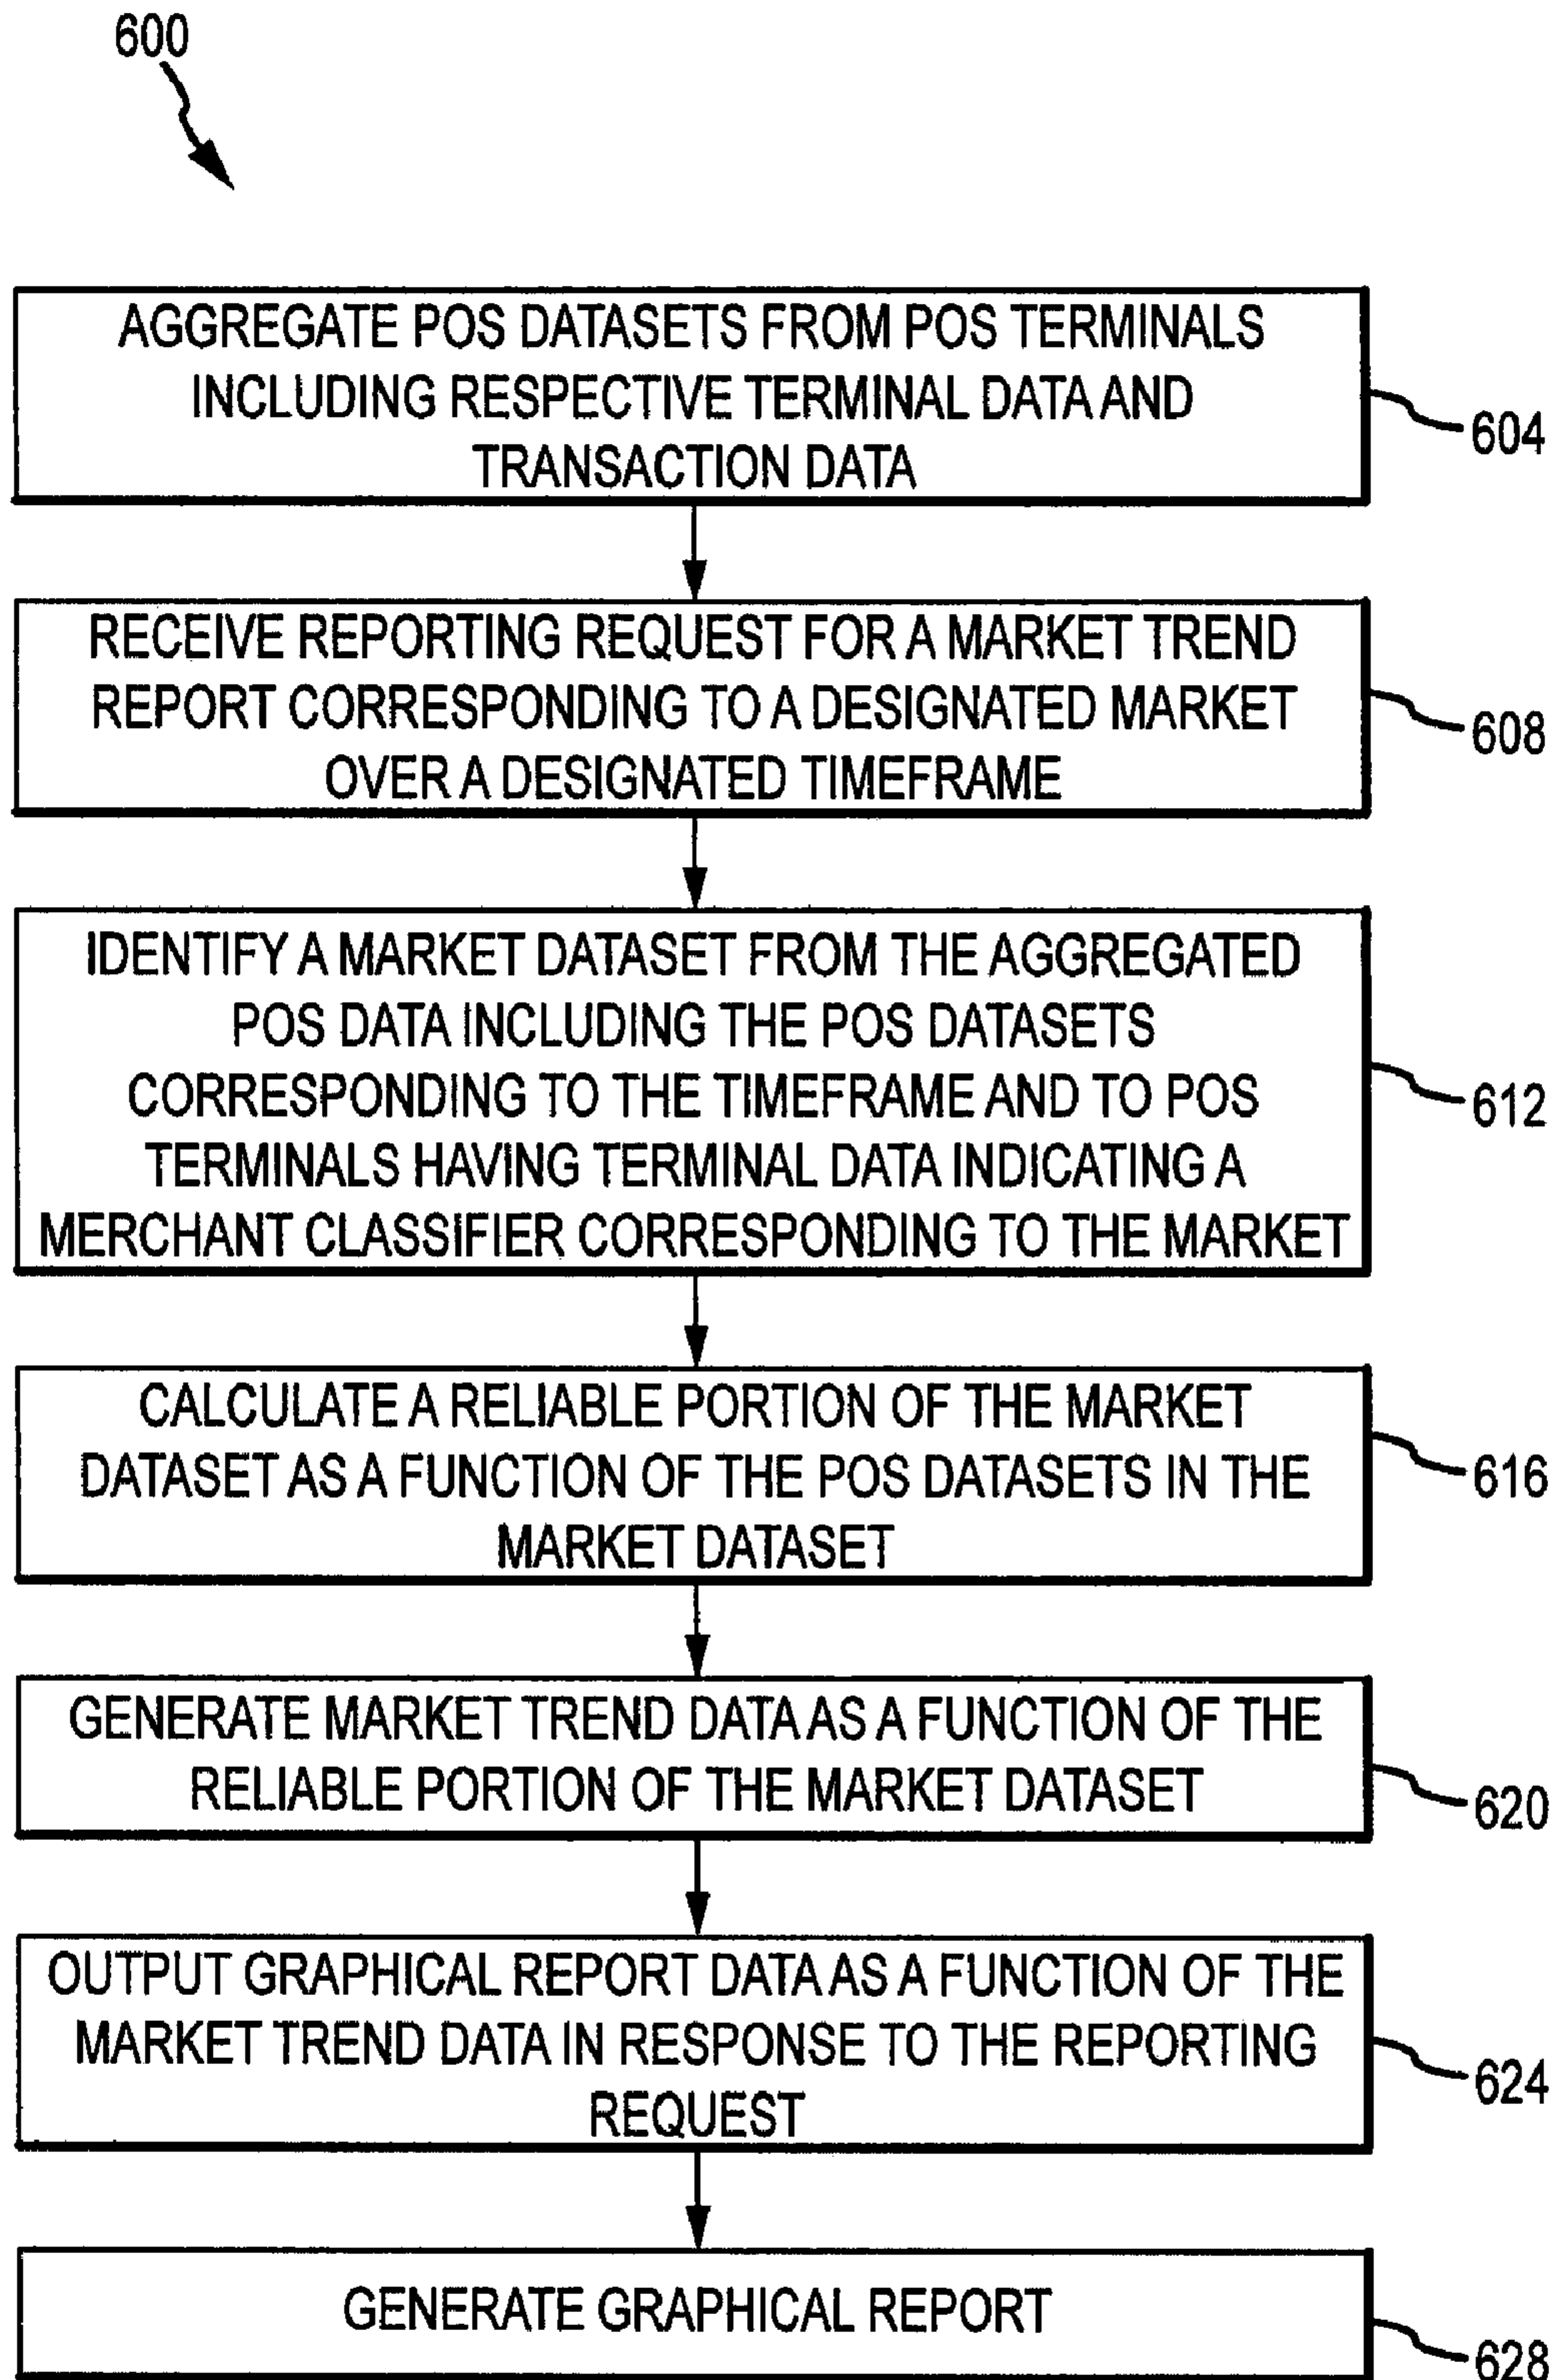 600
AGGREGATE POS DATASETS FROM POS TERMINALS
INCLUDING RESPECTIVE TERMINAL DATA AND
TRANSACTION DATA
604
RECEIVE REPORTING REQUEST FOR A MARKET TREND
REPORT CORRESPONDING TO A DESIGNATED MARKET
OVER A DESIGNATED TIMEFRAME
608
IDENTIFY A MARKET DATASET FROM THE AGGREGATED
POS DATA INCLUDING THE POS DATASETS
CORRESPONDING TO THE TIMEFRAME AND TO POS
TERMINALS HAVING TERMINAL DATA INDICATING A
MERCHANT CLASSIFIER CORRESPONDING TO THE MARKET
612
CALCULATE A RELIABLE PORTION OF THE MARKET
DATASET AS A FUNCTION OF THE POS DATASETS IN THE
MARKET DATASET
616
GENERATE MARKET TREND DATA AS A FUNCTION OF THE
RELIABLE PORTION OF THE MARKET DATASET
620
OUTPUT GRAPHICAL REPORT DATA AS A FUNCTION OF THE
MARKET TREND DATA IN RESPONSE TO THE REPORTING
REQUEST
624
GENERATE GRAPHICAL REPORT
628